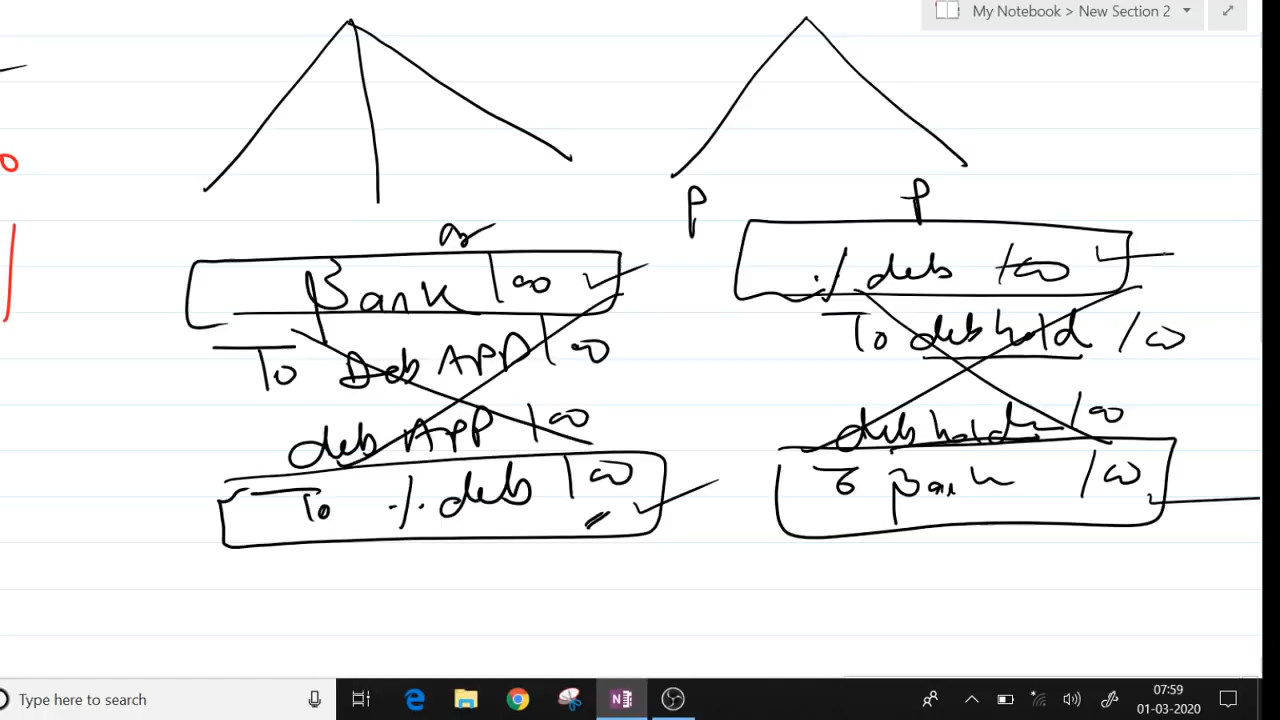 My Notebook > New Section 2
P
P
Bank 100
To Deb APP 100
deb APP 100
To % deb 100
% deb 100
To deb hold 100
deb holder 100
To Bank 100
Type here to search
07:59
01-03-2020